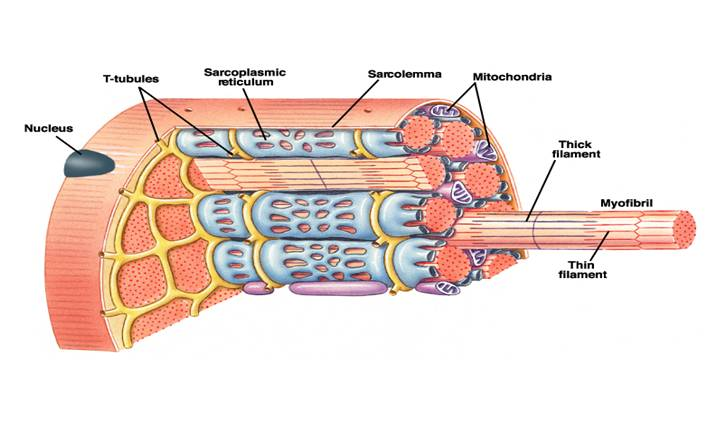 Sarcoplasmic
reticulum
Sarcolemma
T-tubules
Mitochondria
Nucleus
Thick
filament
Myofibril
Thin
filament